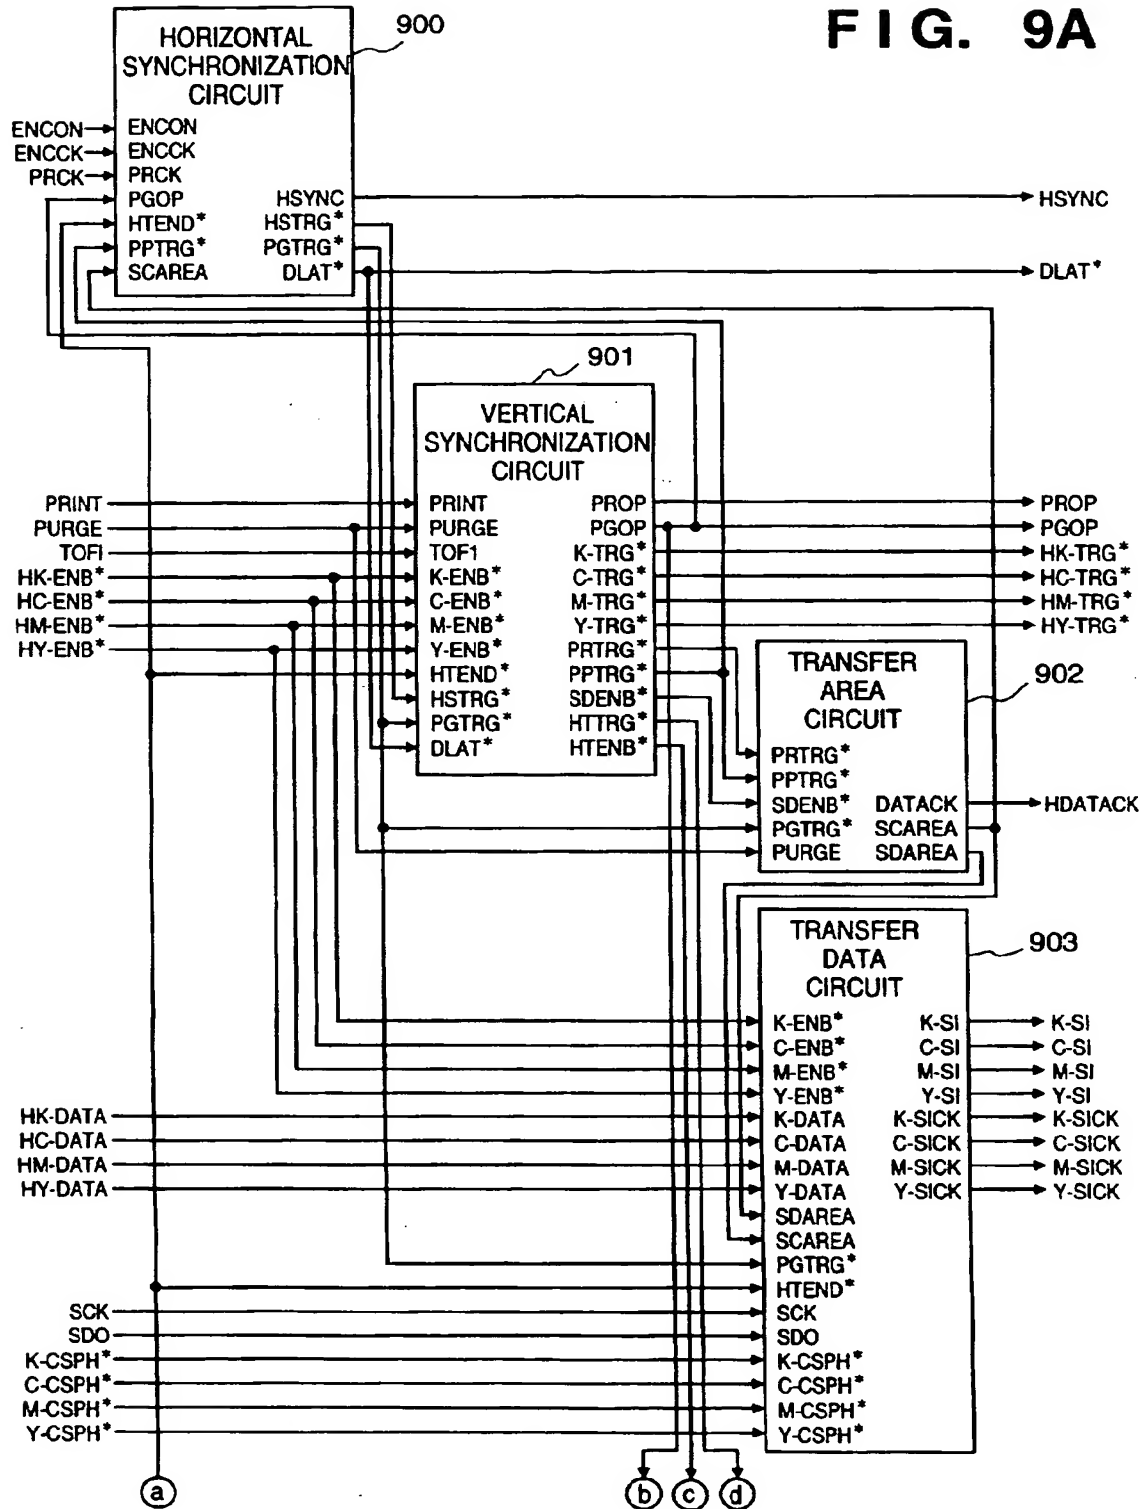 FIG. 9A
900
HORIZONTAL
SYNCHRONIZATION
CIRCUIT
ENCON ENCON
ENCCK ENCCK
PRCK PRCK
PGOP HSYNC HSYNC
HTEND* HSTRG*
PPTRG* PGTRG*
SCAREA DLAT* DLAT*
901
VERTICAL
SYNCHRONIZATION
CIRCUIT
PRINT PRINT PROP PROP
PURGE PURGE PGOP PGOP
TOFI TOF1 K-TRG* HK-TRG*
HK-ENB* K-ENB* C-TRG* HC-TRG*
HC-ENB* C-ENB* M-TRG* HM-TRG*
HM-ENB* M-ENB* Y-TRG* HY-TRG*
HY-ENB* Y-ENB* PRTRG*
HTEND* PPTRG*
HSTRG* SDENB*
PGTRG* HTTRG*
DLAT* HTENB*
902
TRANSFER
AREA
CIRCUIT
PRTRG*
PPTRG*
SDENB* DATACK HDATACK
PGTRG* SCAREA
PURGE SDAREA
903
TRANSFER
DATA
CIRCUIT
K-ENB* K-SI K-SI
C-ENB* C-SI C-SI
M-ENB* M-SI M-SI
Y-ENB* Y-SI Y-SI
HK-DATA K-DATA K-SICK K-SICK
HC-DATA C-DATA C-SICK C-SICK
HM-DATA M-DATA M-SICK M-SICK
HY-DATA Y-DATA Y-SICK Y-SICK
SDAREA
SCAREA
PGTRG*
HTEND*
SCK SCK
SDO SDO
K-CSPH* K-CSPH*
C-CSPH* C-CSPH*
M-CSPH* M-CSPH*
Y-CSPH* Y-CSPH*
a b c d